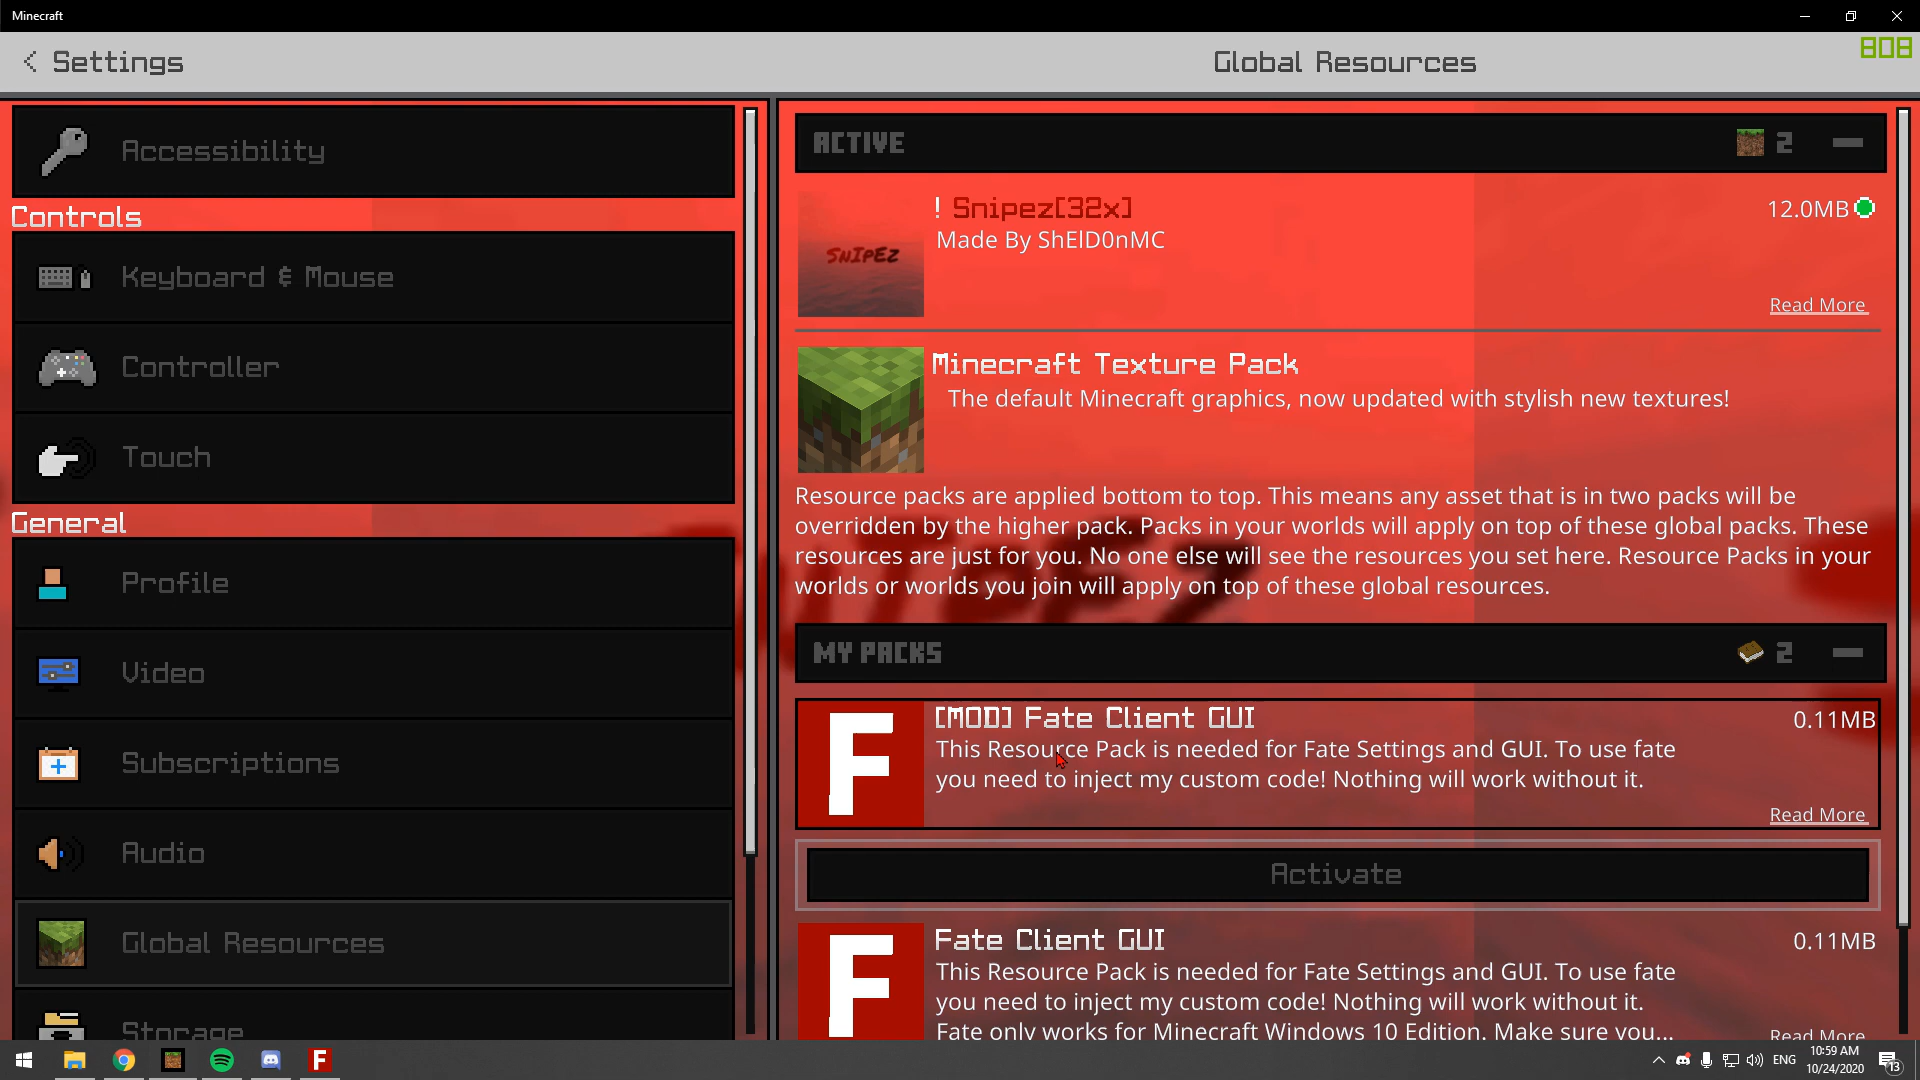 Minecraft
Settings
Global Resources
808
Accessibility
Controls
Keyboard & Mouse
Controller
Touch
General
Profile
Video
Subscriptions
Audio
Global Resources
Storage
ACTIVE
2
SNIPEZ
! Snipez[32x]
12.0MB
Made By ShElD0nMC
Read More
Minecraft Texture Pack
The default Minecraft graphics, now updated with stylish new textures!
Resource packs are applied bottom to top. This means any asset that is in two packs will be
overridden by the higher pack. Packs in your worlds will apply on top of these global packs. These
resources are just for you. No one else will see the resources you set here. Resource Packs in your
worlds or worlds you join will apply on top of these global resources.
MY PACKS
2
F
[MOD] Fate Client GUI
0.11MB
This Resource Pack is needed for Fate Settings and GUI. To use fate
you need to inject my custom code! Nothing will work without it.
Read More
Activate
F
Fate Client GUI
0.11MB
This Resource Pack is needed for Fate Settings and GUI. To use fate
you need to inject my custom code! Nothing will work without it.
Fate only works for Minecraft Windows 10 Edition. Make sure you...
Read More
F
ENG
10:59 AM
10/24/2020
13